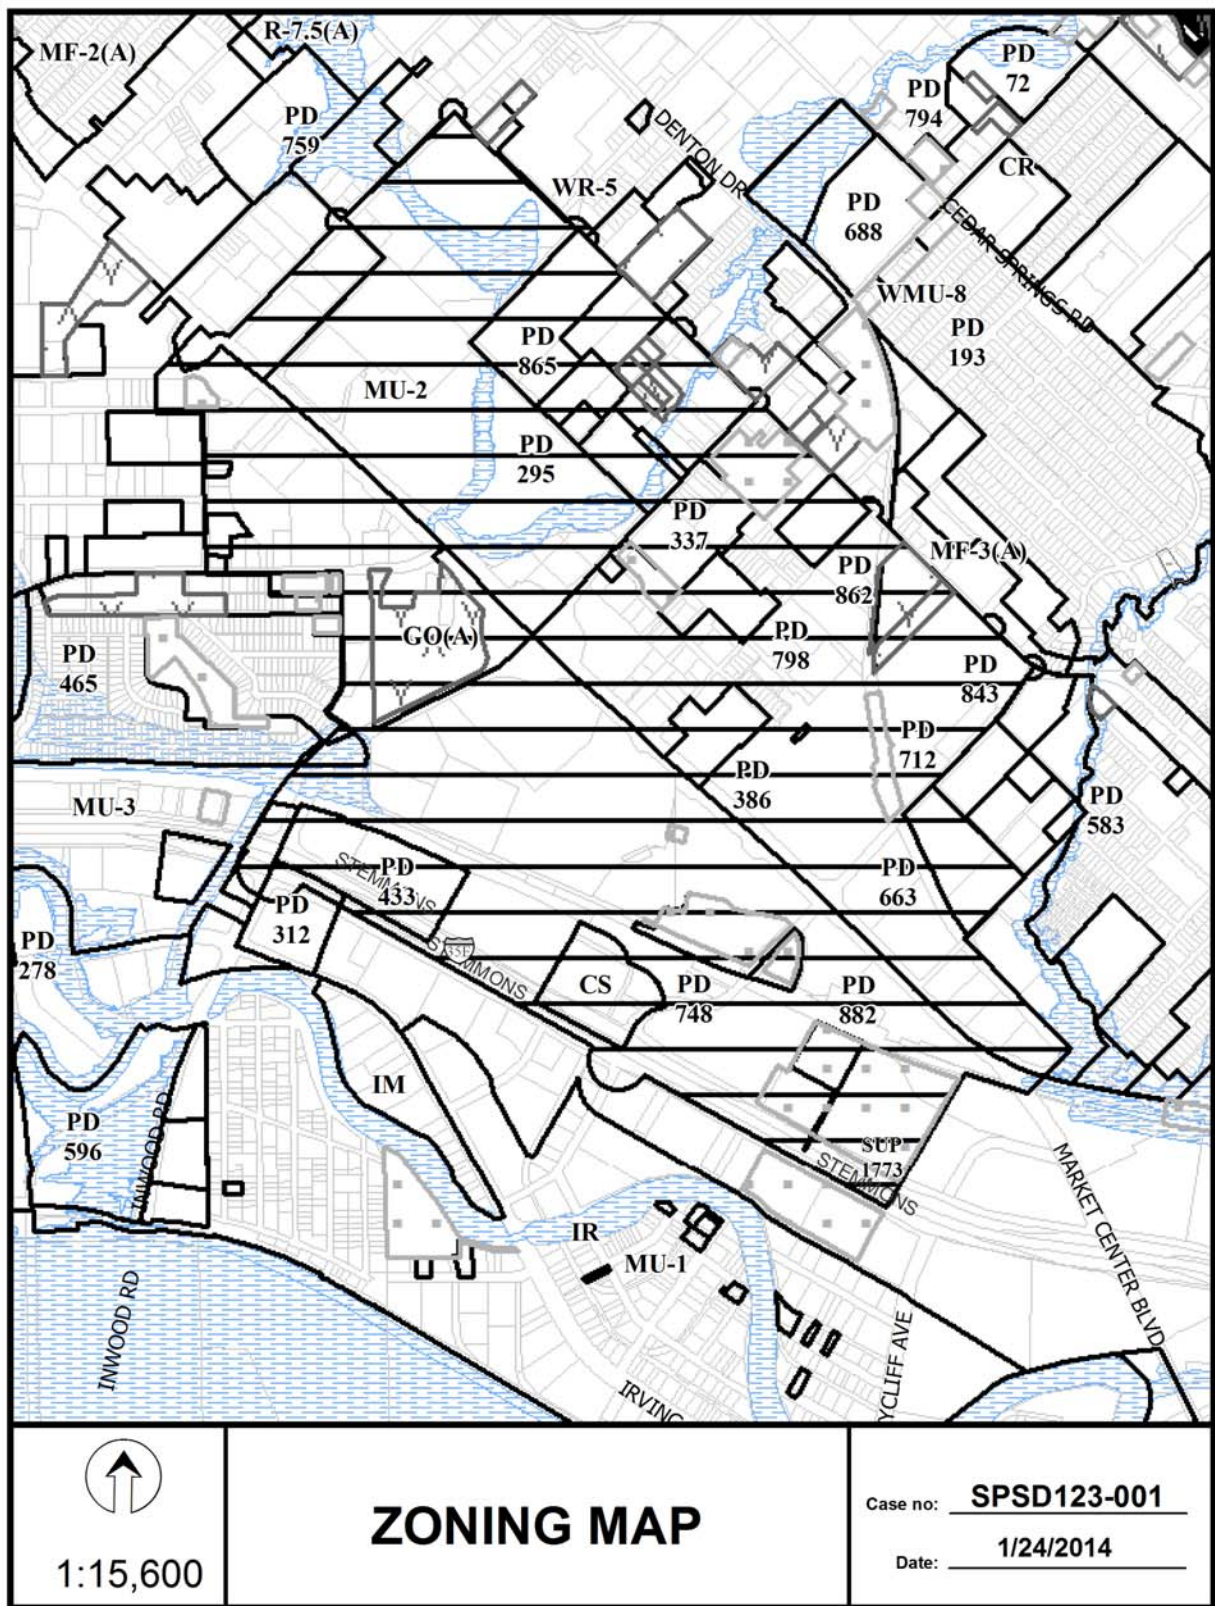 R-7.5(A)
MF-2(A)
PD
72
PD
794
PD
759
DENTON DR
CR
WR-5
PD
688
CEDAR SPRINGS RD
WMU-8
PD
193
PD
865
MU-2
PD
295
PD
337
MF-3(A)
PD
862
GO(A)
PD
798
PD
465
PD
843
PD
712
PD
386
MU-3
PD
583
STEMMONS
PD
433
PD
663
PD
312
PD
278
35E
STEMMONS
CS
PD
748
PD
882
IM
PD
596
INWOOD RD
SUP
1773
STEMMONS
MARKET CENTER BLVD
IR
MU-1
INWOOD RD
YCLIFF AVE
IRVING
1:15,600
ZONING MAP
Case no: SPSD123-001
Date: 1/24/2014